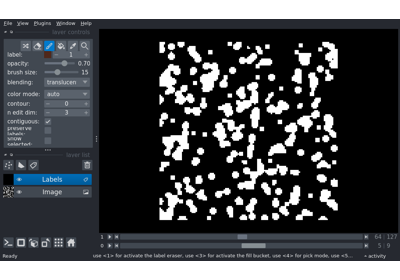 File View Plugins Window Help
layer controls
label: 1
opacity: 0.70
brush size: 15
blending: translucen
color mode: auto
contour: 0
n edit dim: 3
contiguous:
preserve labels:
show selected:
layer list
Labels
Image
1 64 127
0 5 9
Ready use <1> for activate the label eraser, use <3> for activate the fill bucket, use <4> for pick mode, use <5... activity